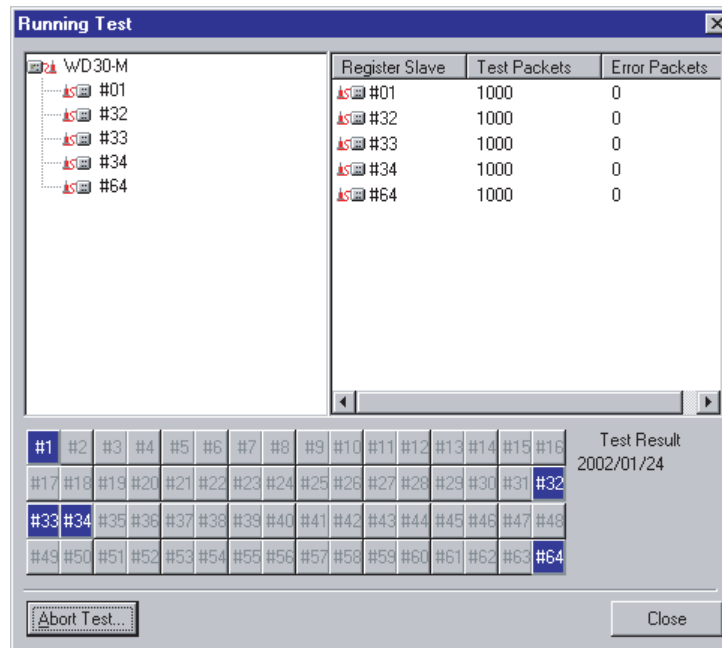 Running Test
WD30-M
#01
#32
#33
#34
#64
Register Slave Test Packets Error Packets
#01 1000 0
#32 1000 0
#33 1000 0
#34 1000 0
#64 1000 0
#1 #2 #3 #4 #5 #6 #7 #8 #9 #10 #11 #12 #13 #14 #15 #16
#17 #18 #19 #20 #21 #22 #23 #24 #25 #26 #27 #28 #29 #30 #31 #32
#33 #34 #35 #36 #37 #38 #39 #40 #41 #42 #43 #44 #45 #46 #47 #48
#49 #50 #51 #52 #53 #54 #55 #56 #57 #58 #59 #60 #61 #62 #63 #64
Test Result
2002/01/24
Abort Test... Close